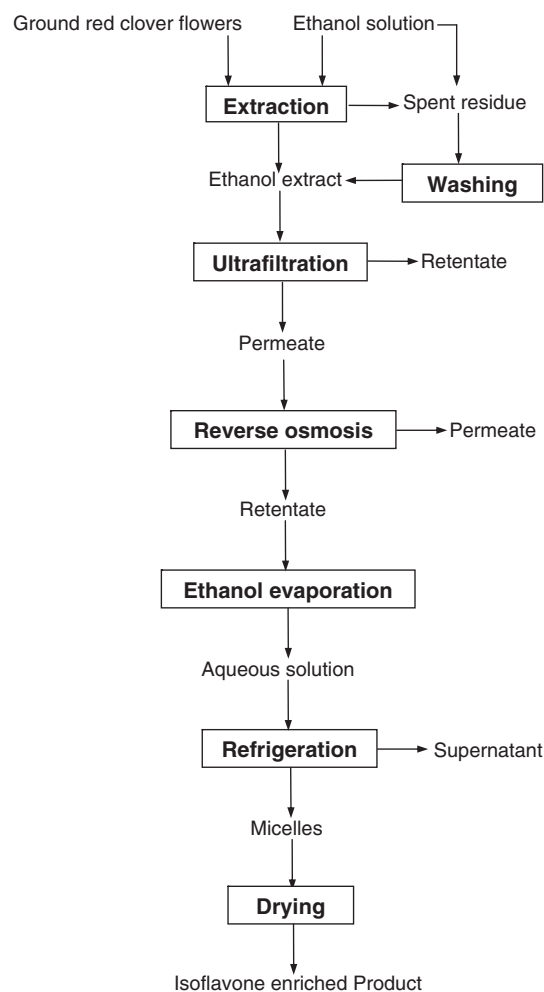 Ground red clover flowers
Ethanol solution
Extraction
Spent residue
Ethanol extract
Washing
Ultrafiltration
Retentate
Permeate
Reverse osmosis
Permeate
Retentate
Ethanol evaporation
Aqueous solution
Refrigeration
Supernatant
Micelles
Drying
Isoflavone enriched Product